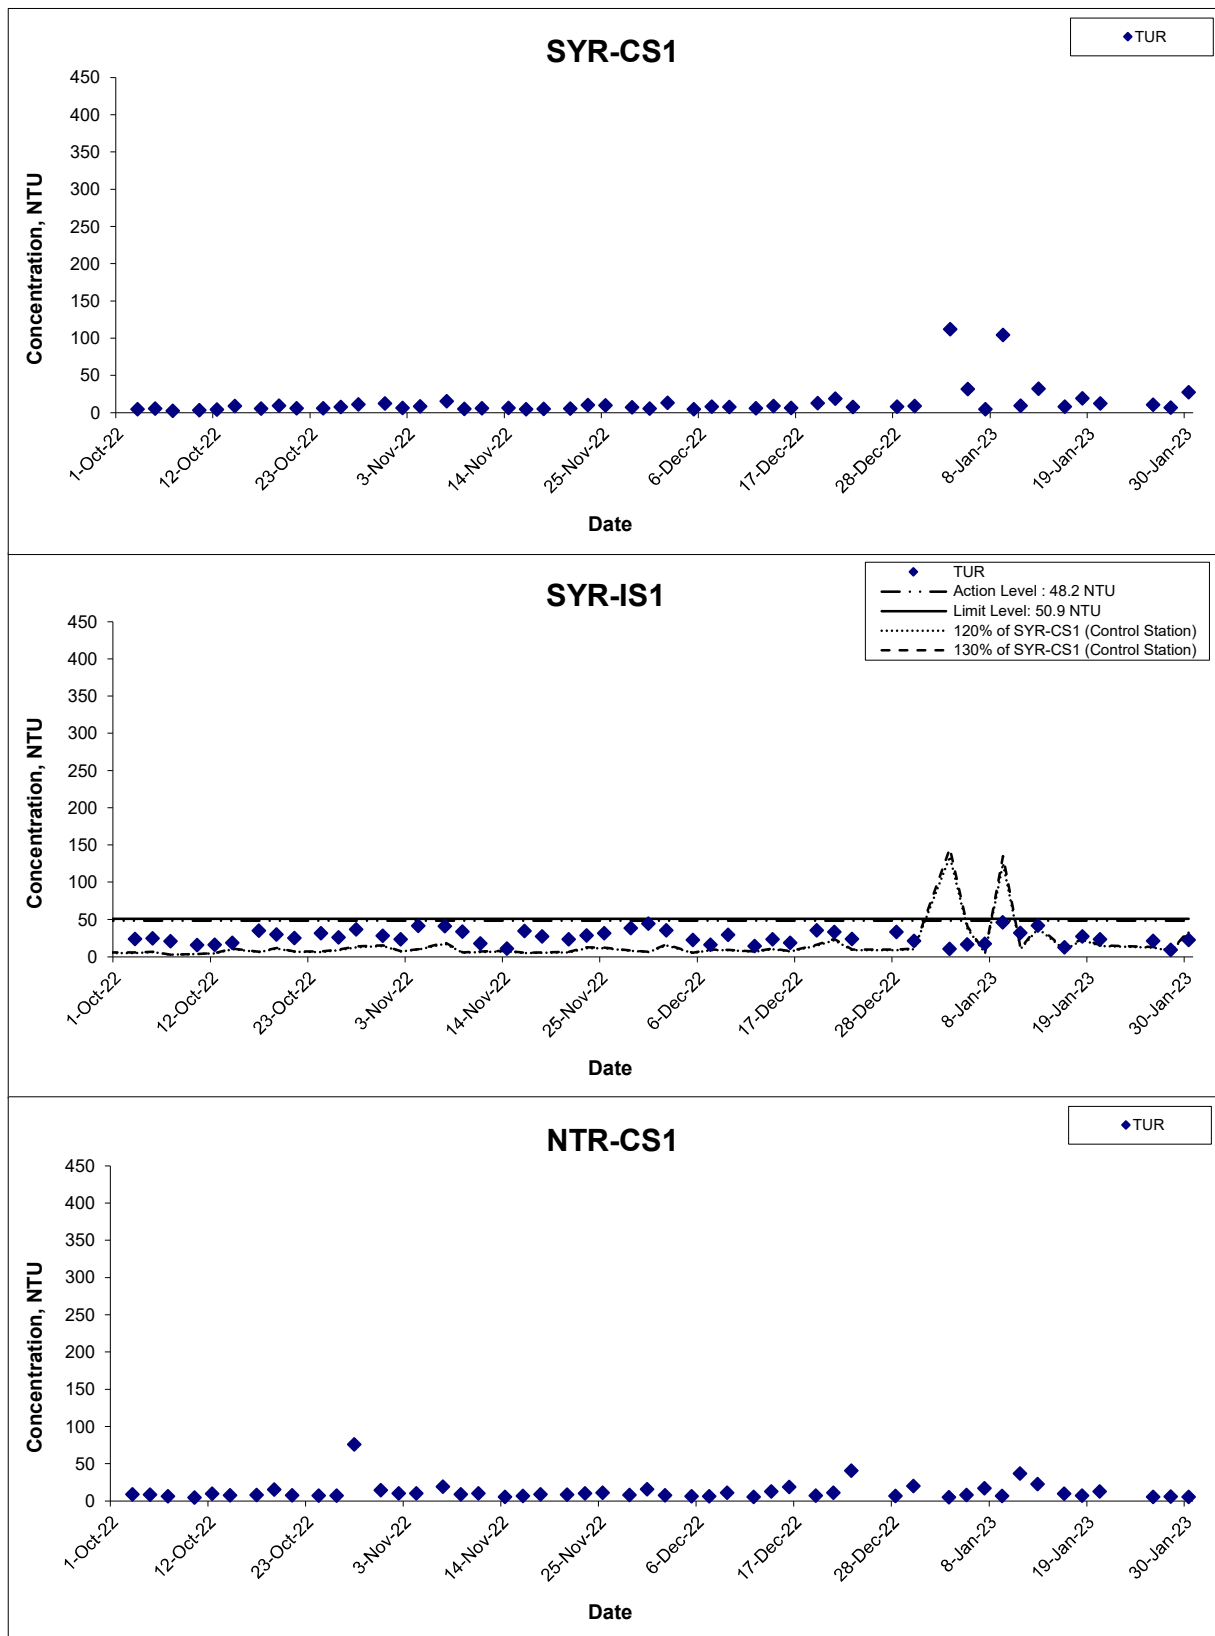 SYR-CS1
TUR
450
400
350
300
250
200
150
100
50
0
Concentration, NTU
1-Oct-22
12-Oct-22
23-Oct-22
3-Nov-22
14-Nov-22
25-Nov-22
6-Dec-22
17-Dec-22
28-Dec-22
8-Jan-23
19-Jan-23
30-Jan-23
Date
SYR-IS1
TUR
Action Level : 48.2 NTU
Limit Level: 50.9 NTU
120% of SYR-CS1 (Control Station)
130% of SYR-CS1 (Control Station)
450
400
350
300
250
200
150
100
50
0
Concentration, NTU
1-Oct-22
12-Oct-22
23-Oct-22
3-Nov-22
14-Nov-22
25-Nov-22
6-Dec-22
17-Dec-22
28-Dec-22
8-Jan-23
19-Jan-23
30-Jan-23
Date
NTR-CS1
TUR
450
400
350
300
250
200
150
100
50
0
Concentration, NTU
1-Oct-22
12-Oct-22
23-Oct-22
3-Nov-22
14-Nov-22
25-Nov-22
6-Dec-22
17-Dec-22
28-Dec-22
8-Jan-23
19-Jan-23
30-Jan-23
Date